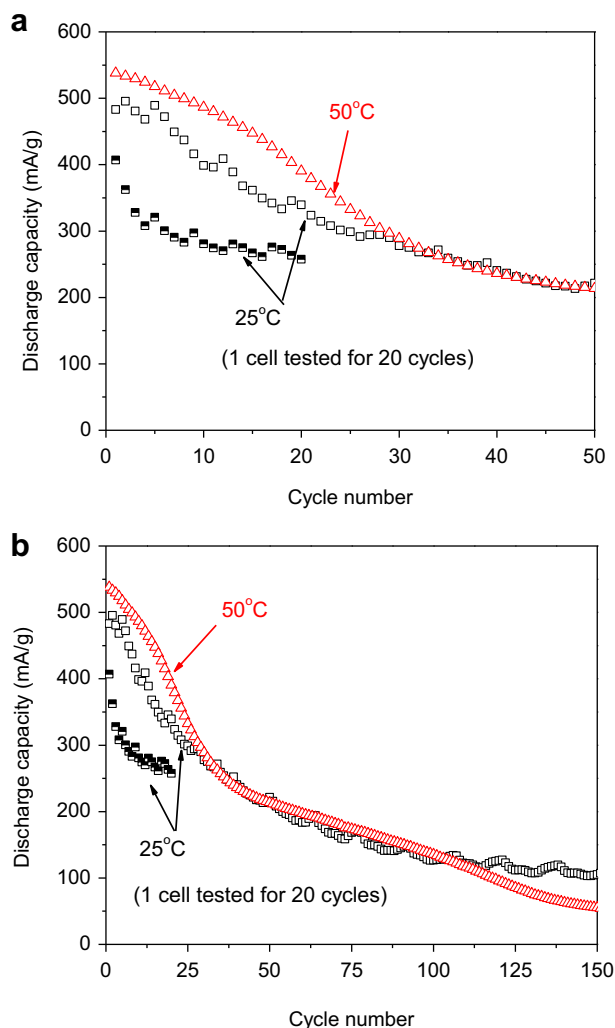 a
600
500
400
300
200
100
0
Discharge capacity (mA/g)
50°C
25°C
(1 cell tested for 20 cycles)
0 10 20 30 40 50
Cycle number
b
600
500
400
300
200
100
0
Discharge capacity (mA/g)
50°C
25°C
(1 cell tested for 20 cycles)
0 25 50 75 100 125 150
Cycle number